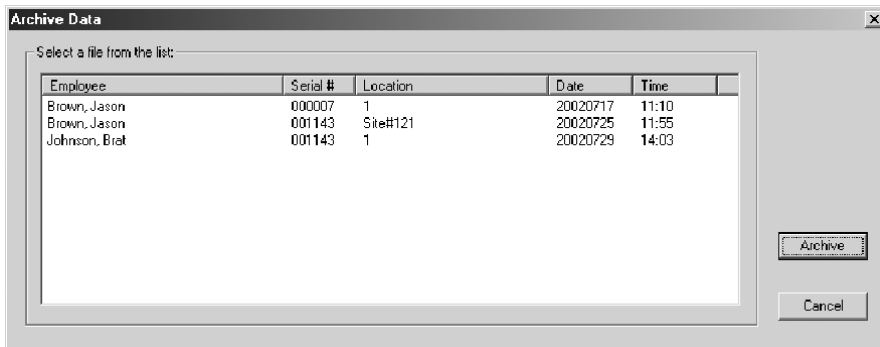 Archive Data
Select a file from the list:
Employee Serial # Location Date Time
Brown, Jason 000007 1 20020717 11:10
Brown, Jason 001143 Site#121 20020725 11:55
Johnson, Brat 001143 1 20020729 14:03
Archive
Cancel